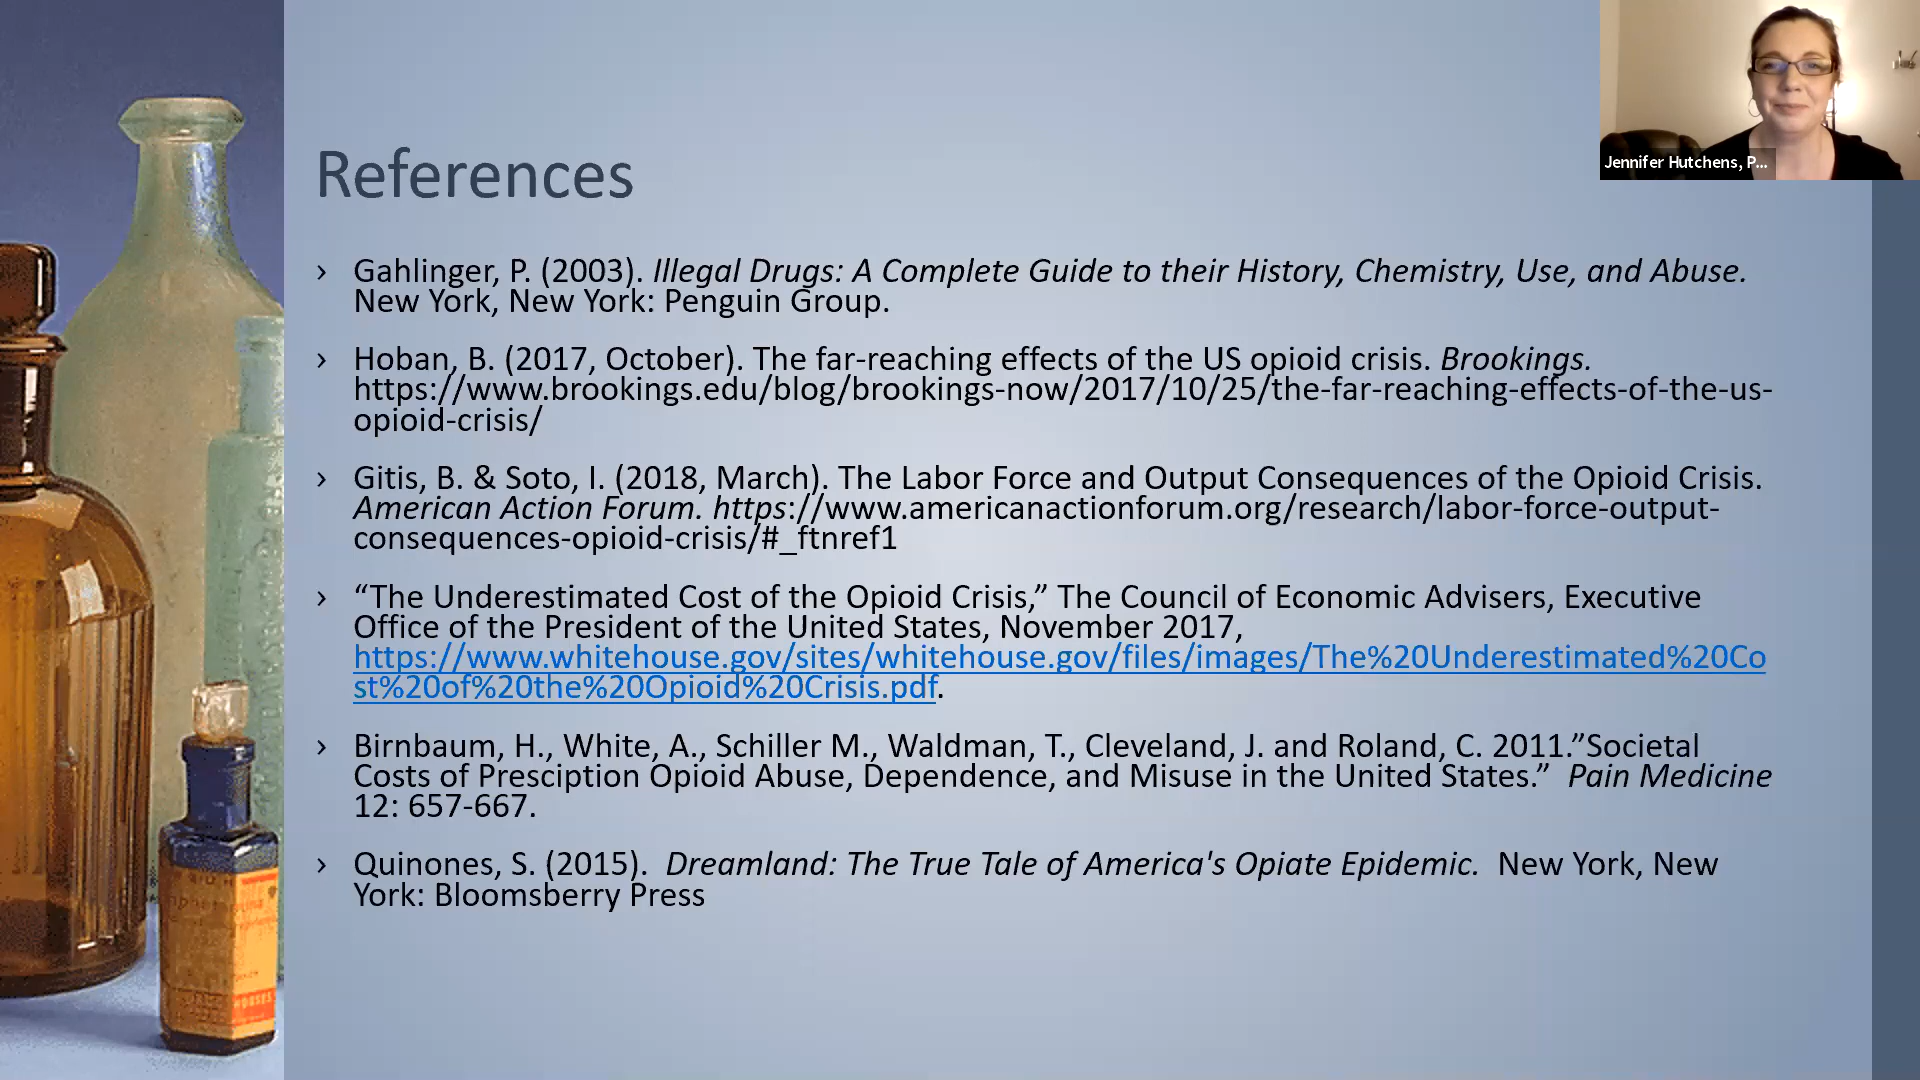 Jennifer Hutchens, P...
References
› Gahlinger, P. (2003). Illegal Drugs: A Complete Guide to their History, Chemistry, Use, and Abuse.
New York, New York: Penguin Group.
› Hoban, B. (2017, October). The far-reaching effects of the US opioid crisis. Brookings.
https://www.brookings.edu/blog/brookings-now/2017/10/25/the-far-reaching-effects-of-the-us-
opioid-crisis/
› Gitis, B. & Soto, I. (2018, March). The Labor Force and Output Consequences of the Opioid Crisis.
American Action Forum. https://www.americanactionforum.org/research/labor-force-output-
consequences-opioid-crisis/#_ftnref1
› “The Underestimated Cost of the Opioid Crisis,” The Council of Economic Advisers, Executive
Office of the President of the United States, November 2017,
https://www.whitehouse.gov/sites/whitehouse.gov/files/images/The%20Underestimated%20Co
st%20of%20the%20Opioid%20Crisis.pdf.
› Birnbaum, H., White, A., Schiller M., Waldman, T., Cleveland, J. and Roland, C. 2011.”Societal
Costs of Presciption Opioid Abuse, Dependence, and Misuse in the United States.” Pain Medicine
12: 657-667.
› Quinones, S. (2015). Dreamland: The True Tale of America's Opiate Epidemic. New York, New
York: Bloomsberry Press